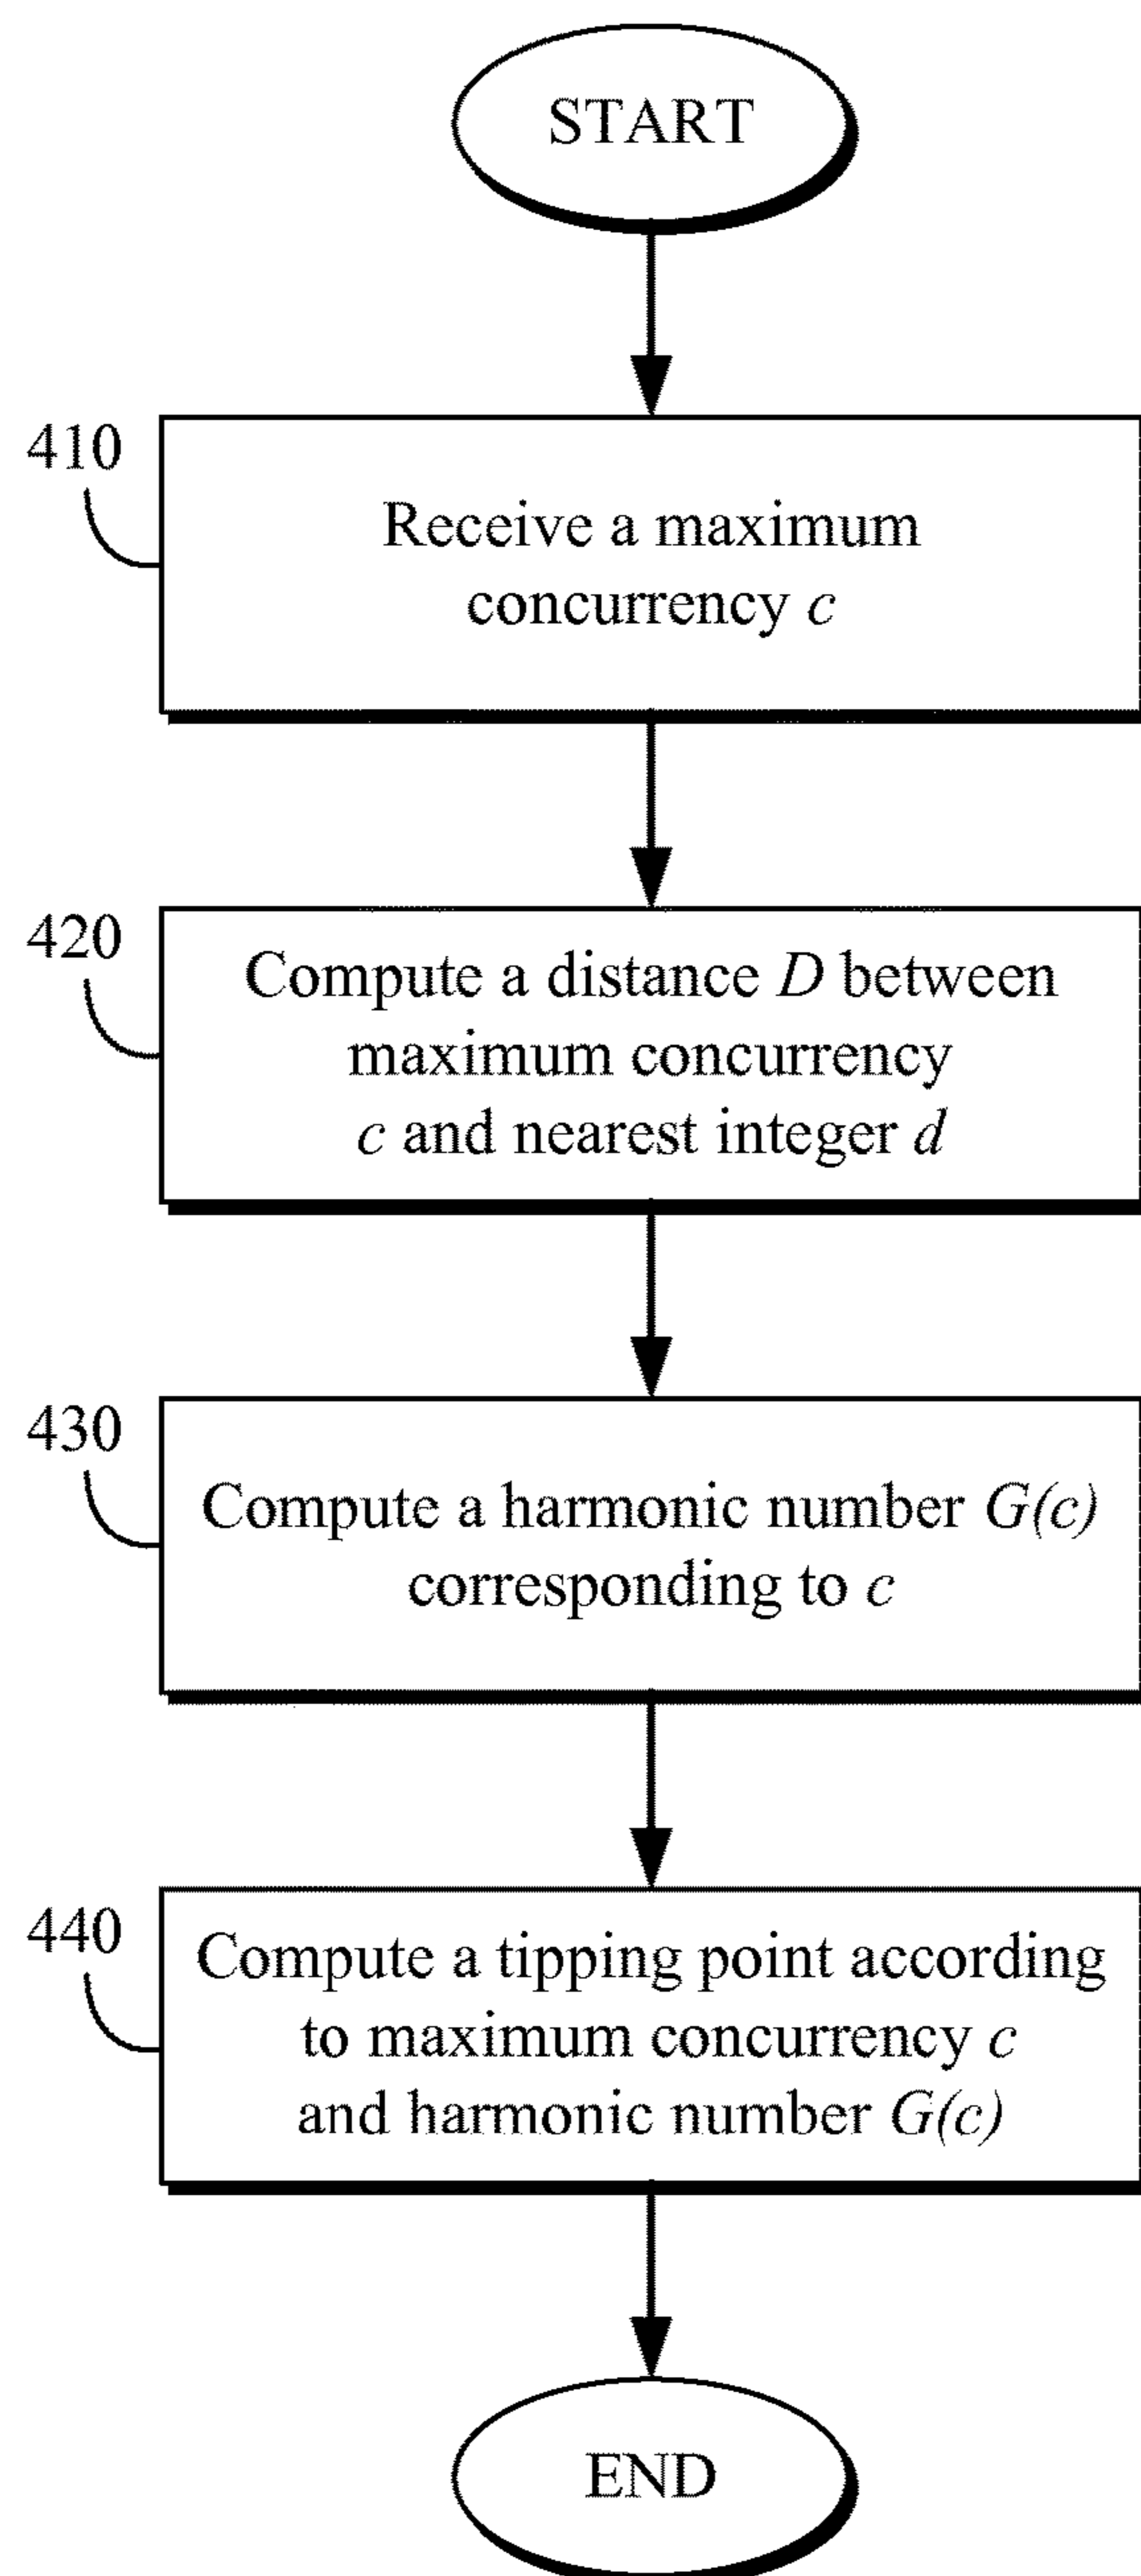 START
410
Receive a maximum
concurrency c
420
Compute a distance D between
maximum concurrency
c and nearest integer d
430
Compute a harmonic number G(c)
corresponding to c
440
Compute a tipping point according
to maximum concurrency c
and harmonic number G(c)
END